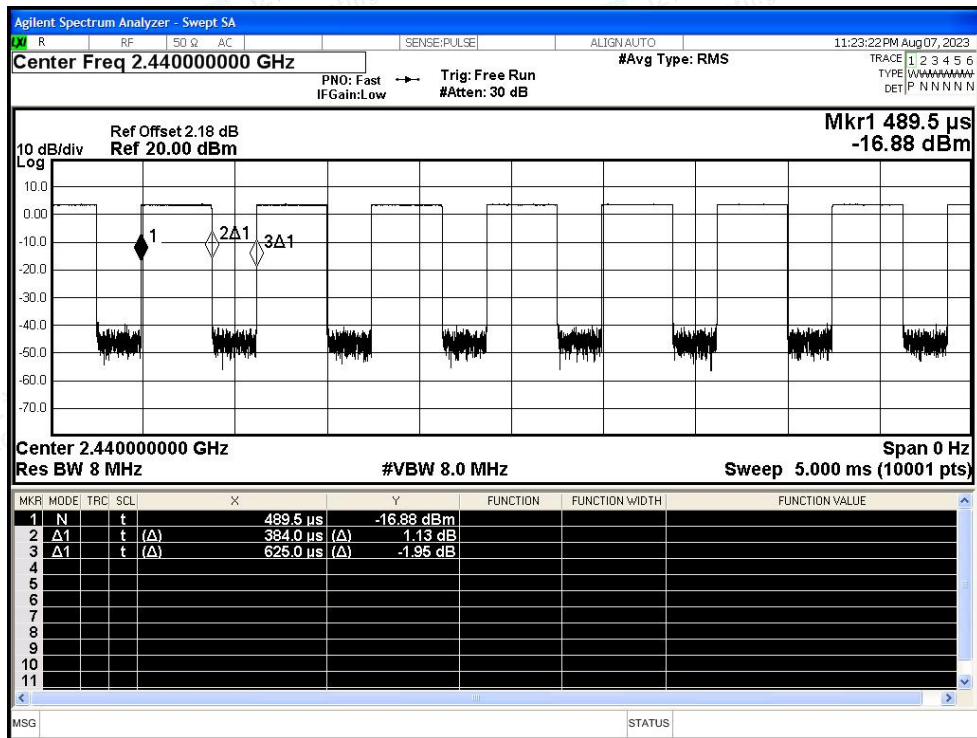 Agilent Spectrum Analyzer - Swept SA
LXI R RF 50 Ω AC SENSE:PULSE ALIGN AUTO 11:23:22 PM Aug 07, 2023
Center Freq 2.440000000 GHz #Avg Type: RMS TRACE 1 2 3 4 5 6
PNO: Fast Trig: Free Run TYPE WWWWWW
IFGain:Low #Atten: 30 dB DET P N N N N N
Mkr1 489.5 µs
Ref Offset 2.18 dB
10 dB/div Ref 20.00 dBm -16.88 dBm
Log
10.0
0.00
1 2Δ1 3Δ1
-10.0
-20.0
-30.0
-40.0
-50.0
-60.0
-70.0
Center 2.440000000 GHz Span 0 Hz
Res BW 8 MHz #VBW 8.0 MHz Sweep 5.000 ms (10001 pts)
MKR MODE TRC SCL X Y FUNCTION FUNCTION WIDTH FUNCTION VALUE
1 N t 489.5 µs -16.88 dBm
2 Δ1 t (Δ) 384.0 µs (Δ) 1.13 dB
3 Δ1 t (Δ) 625.0 µs (Δ) -1.95 dB
4
5
6
7
8
9
10
11
MSG STATUS